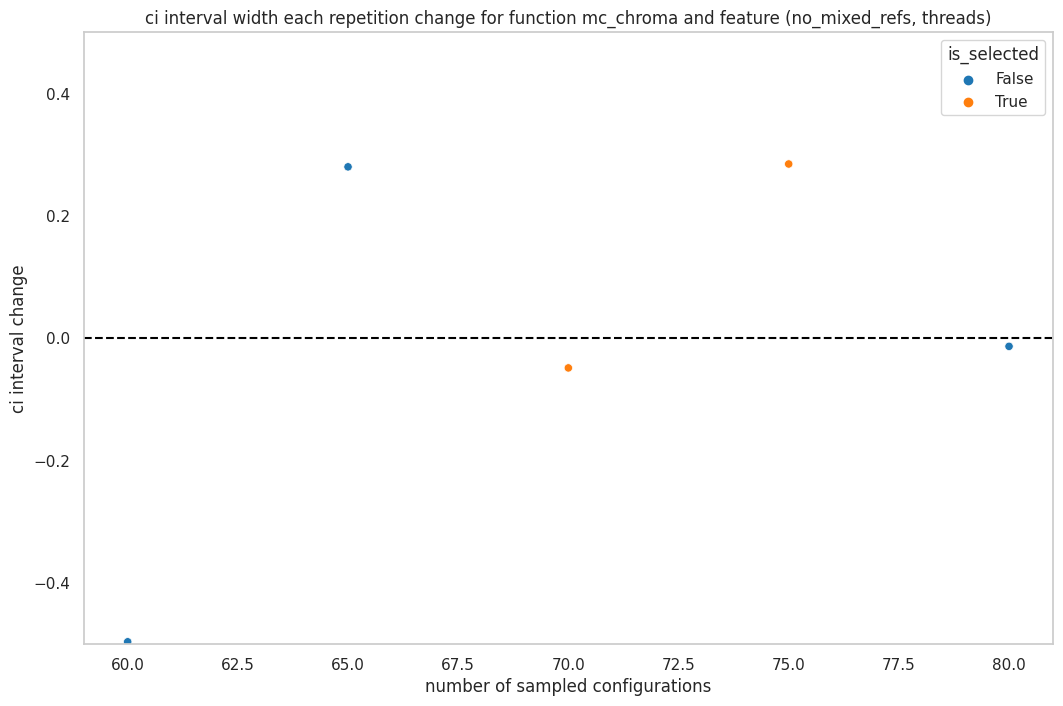 ci interval width each repetition change for function mc_chroma and feature (no_mixed_refs, threads)
is_selected
False
True
0.4
0.2
0.0
−0.2
−0.4
ci interval change
60.0 62.5 65.0 67.5 70.0 72.5 75.0 77.5 80.0
number of sampled configurations